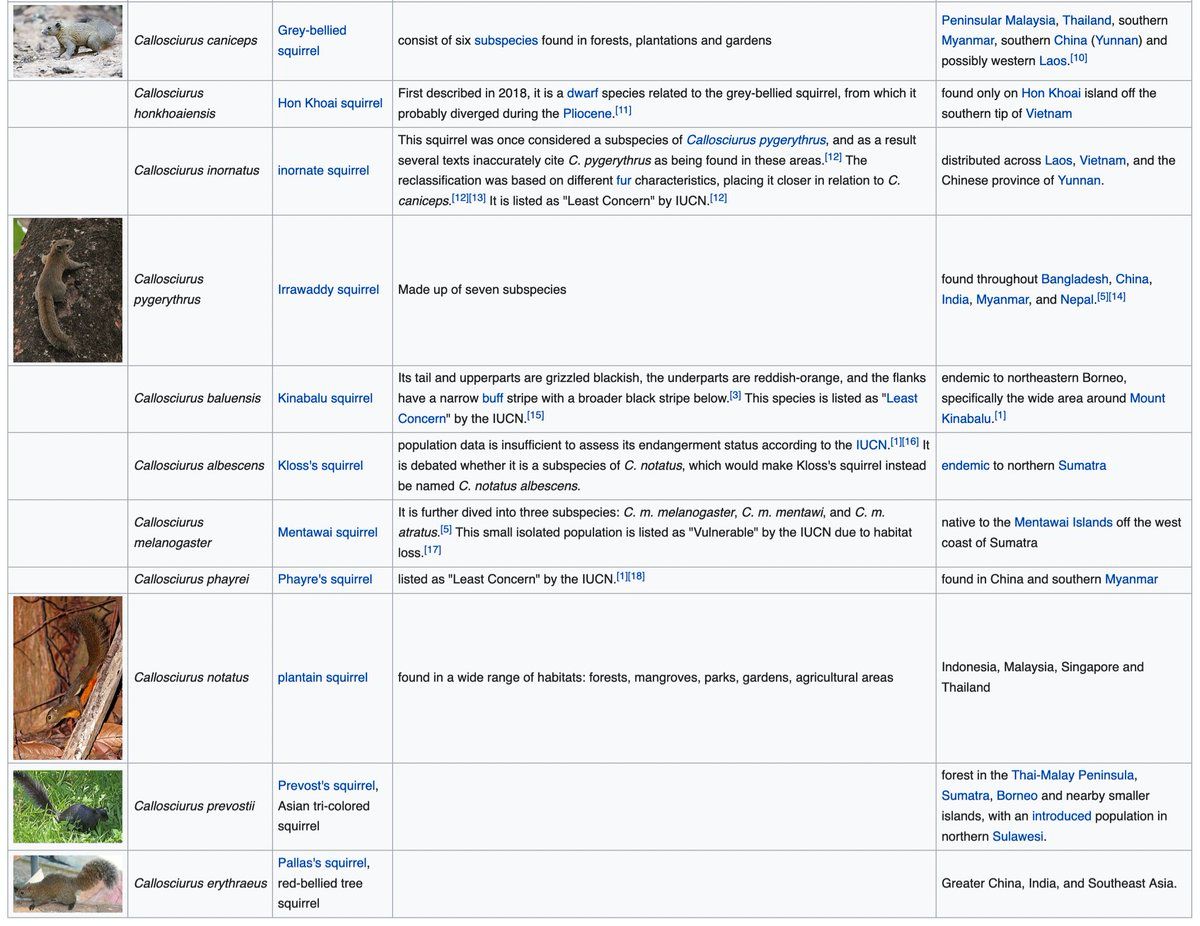 Callosciurus caniceps
Grey-bellied
squirrel
consist of six subspecies found in forests, plantations and gardens
Peninsular Malaysia, Thailand, southern
Myanmar, southern China (Yunnan) and
possibly western Laos.[10]
Callosciurus
honkhoaiensis
Hon Khoai squirrel
First described in 2018, it is a dwarf species related to the grey-bellied squirrel, from which it
probably diverged during the Pliocene.[11]
found only on Hon Khoai island off the
southern tip of Vietnam
Callosciurus inornatus
inornate squirrel
This squirrel was once considered a subspecies of Callosciurus pygerythrus, and as a result
several texts inaccurately cite C. pygerythrus as being found in these areas.[12] The
reclassification was based on different fur characteristics, placing it closer in relation to C.
caniceps.[12][13] It is listed as "Least Concern" by IUCN.[12]
distributed across Laos, Vietnam, and the
Chinese province of Yunnan.
Callosciurus
pygerythrus
Irrawaddy squirrel
Made up of seven subspecies
found throughout Bangladesh, China,
India, Myanmar, and Nepal.[5][14]
Callosciurus baluensis
Kinabalu squirrel
Its tail and upperparts are grizzled blackish, the underparts are reddish-orange, and the flanks
have a narrow buff stripe with a broader black stripe below.[3] This species is listed as "Least
Concern" by the IUCN.[15]
endemic to northeastern Borneo,
specifically the wide area around Mount
Kinabalu.[1]
Callosciurus albescens
Kloss's squirrel
population data is insufficient to assess its endangerment status according to the IUCN.[1][16] It
is debated whether it is a subspecies of C. notatus, which would make Kloss's squirrel instead
be named C. notatus albescens.
endemic to northern Sumatra
Callosciurus
melanogaster
Mentawai squirrel
It is further dived into three subspecies: C. m. melanogaster, C. m. mentawi, and C. m.
atratus.[5] This small isolated population is listed as "Vulnerable" by the IUCN due to habitat
loss.[17]
native to the Mentawai Islands off the west
coast of Sumatra
Callosciurus phayrei
Phayre's squirrel
listed as "Least Concern" by the IUCN.[1][18]
found in China and southern Myanmar
Callosciurus notatus
plantain squirrel
found in a wide range of habitats: forests, mangroves, parks, gardens, agricultural areas
Indonesia, Malaysia, Singapore and
Thailand
Callosciurus prevostii
Prevost's squirrel,
Asian tri-colored
squirrel
forest in the Thai-Malay Peninsula,
Sumatra, Borneo and nearby smaller
islands, with an introduced population in
northern Sulawesi.
Callosciurus erythraeus
Pallas's squirrel,
red-bellied tree
squirrel
Greater China, India, and Southeast Asia.